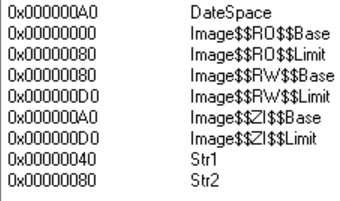 0x000000A0 DateSpace
0x00000000 Image$$RO$$Base
0x00000080 Image$$RO$$Limit
0x00000080 Image$$RW$$Base
0x000000D0 Image$$RW$$Limit
0x000000A0 Image$$ZI$$Base
0x000000D0 Image$$ZI$$Limit
0x00000040 Str1
0x00000080 Str2